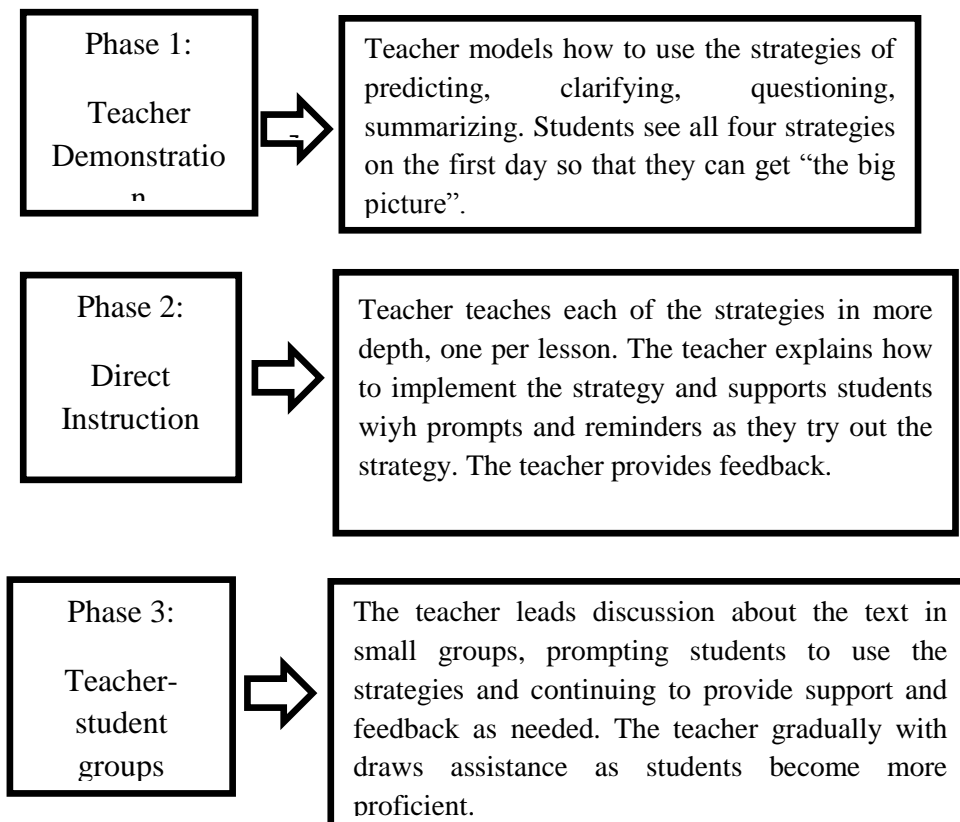 Phase 1:
Teacher
Demonstratio
n
Teacher models how to use the strategies of
predicting, clarifying, questioning,
summarizing. Students see all four strategies
on the first day so that they can get “the big
picture”.
Phase 2:
Direct
Instruction
Teacher teaches each of the strategies in more
depth, one per lesson. The teacher explains how
to implement the strategy and supports students
wiyh prompts and reminders as they try out the
strategy. The teacher provides feedback.
Phase 3:
Teacher-
student
groups
The teacher leads discussion about the text in
small groups, prompting students to use the
strategies and continuing to provide support and
feedback as needed. The teacher gradually with
draws assistance as students become more
proficient.